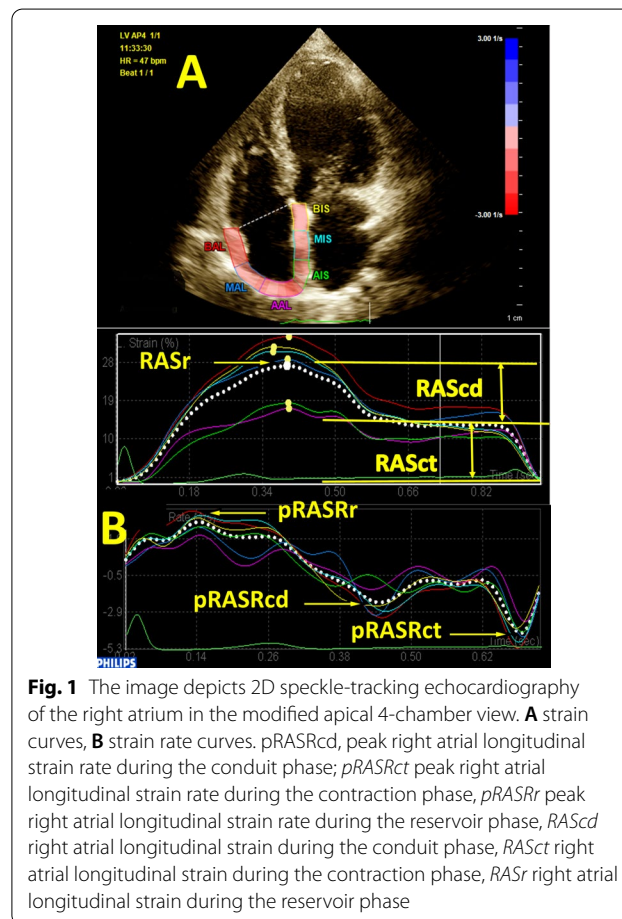 LV AP4 1/1
11:33:30
HR = 47 bpm
Beat 1 / 1
A
3.00 1/s
-3.00 1/s
BIS
MIS
AIS
BAL
MAL
AAL
1 cm
Strain (%)
28
19
10
1
RASr
RAScd
RASct
Time (sec)
0.02 0.18 0.34 0.50 0.66 0.82
B
pRASRr
-0.5
-2.9
-5.3
pRASRcd
pRASRct
Time (sec)
0.02 0.14 0.26 0.38 0.50 0.62
PHILIPS
Fig. 1 The image depicts 2D speckle-tracking echocardiography
of the right atrium in the modified apical 4-chamber view. A strain
curves, B strain rate curves. pRASRcd, peak right atrial longitudinal
strain rate during the conduit phase; pRASRct peak right atrial
longitudinal strain rate during the contraction phase, pRASRr peak
right atrial longitudinal strain rate during the reservoir phase, RAScd
right atrial longitudinal strain during the conduit phase, RASct right
atrial longitudinal strain during the contraction phase, RASr right atrial
longitudinal strain during the reservoir phase